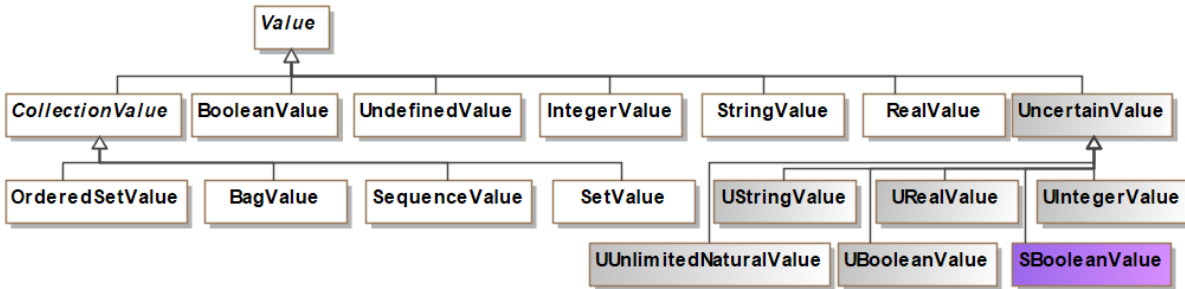 Value
CollectionValue
BooleanValue
UndefinedValue
IntegerValue
StringValue
RealValue
UncertainValue
OrderedSetValue
BagValue
SequenceValue
SetValue
UStringValue
URealValue
UIntegerValue
UUnlimitedNaturalValue
UBooleanValue
SBooleanValue